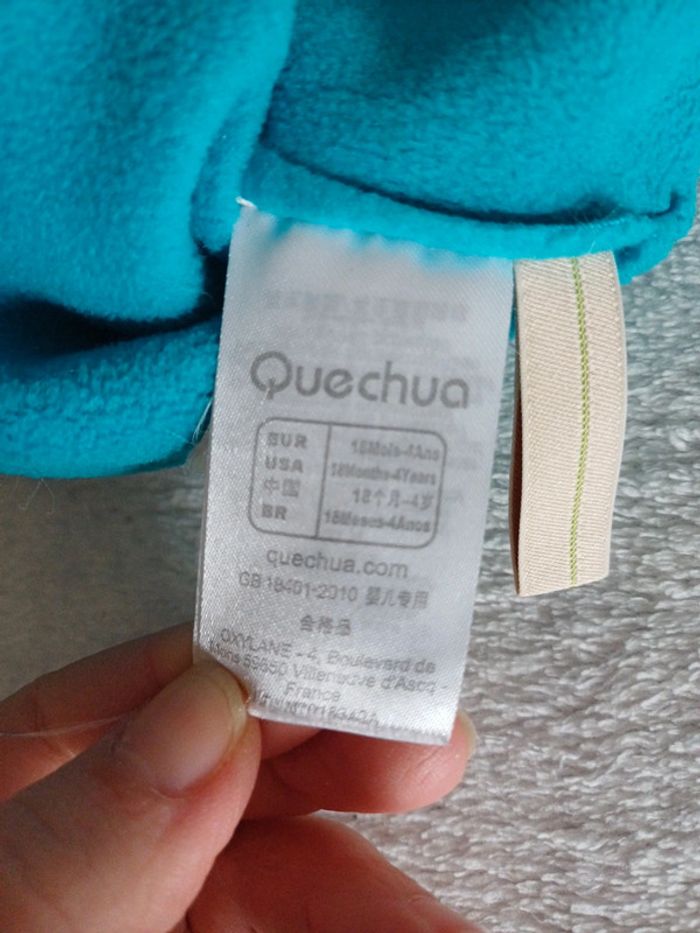 Quechua
EUR 18Mois-4Ans
USA 18Months-4Years
中国 18个月-4岁
BR 18Meses-4Anos
quechua.com
GB 18401-2010 婴儿专用
合格品
OXYLANE - 4, Boulevard de
Mons 59650 Villeneuve d'Ascq -
France